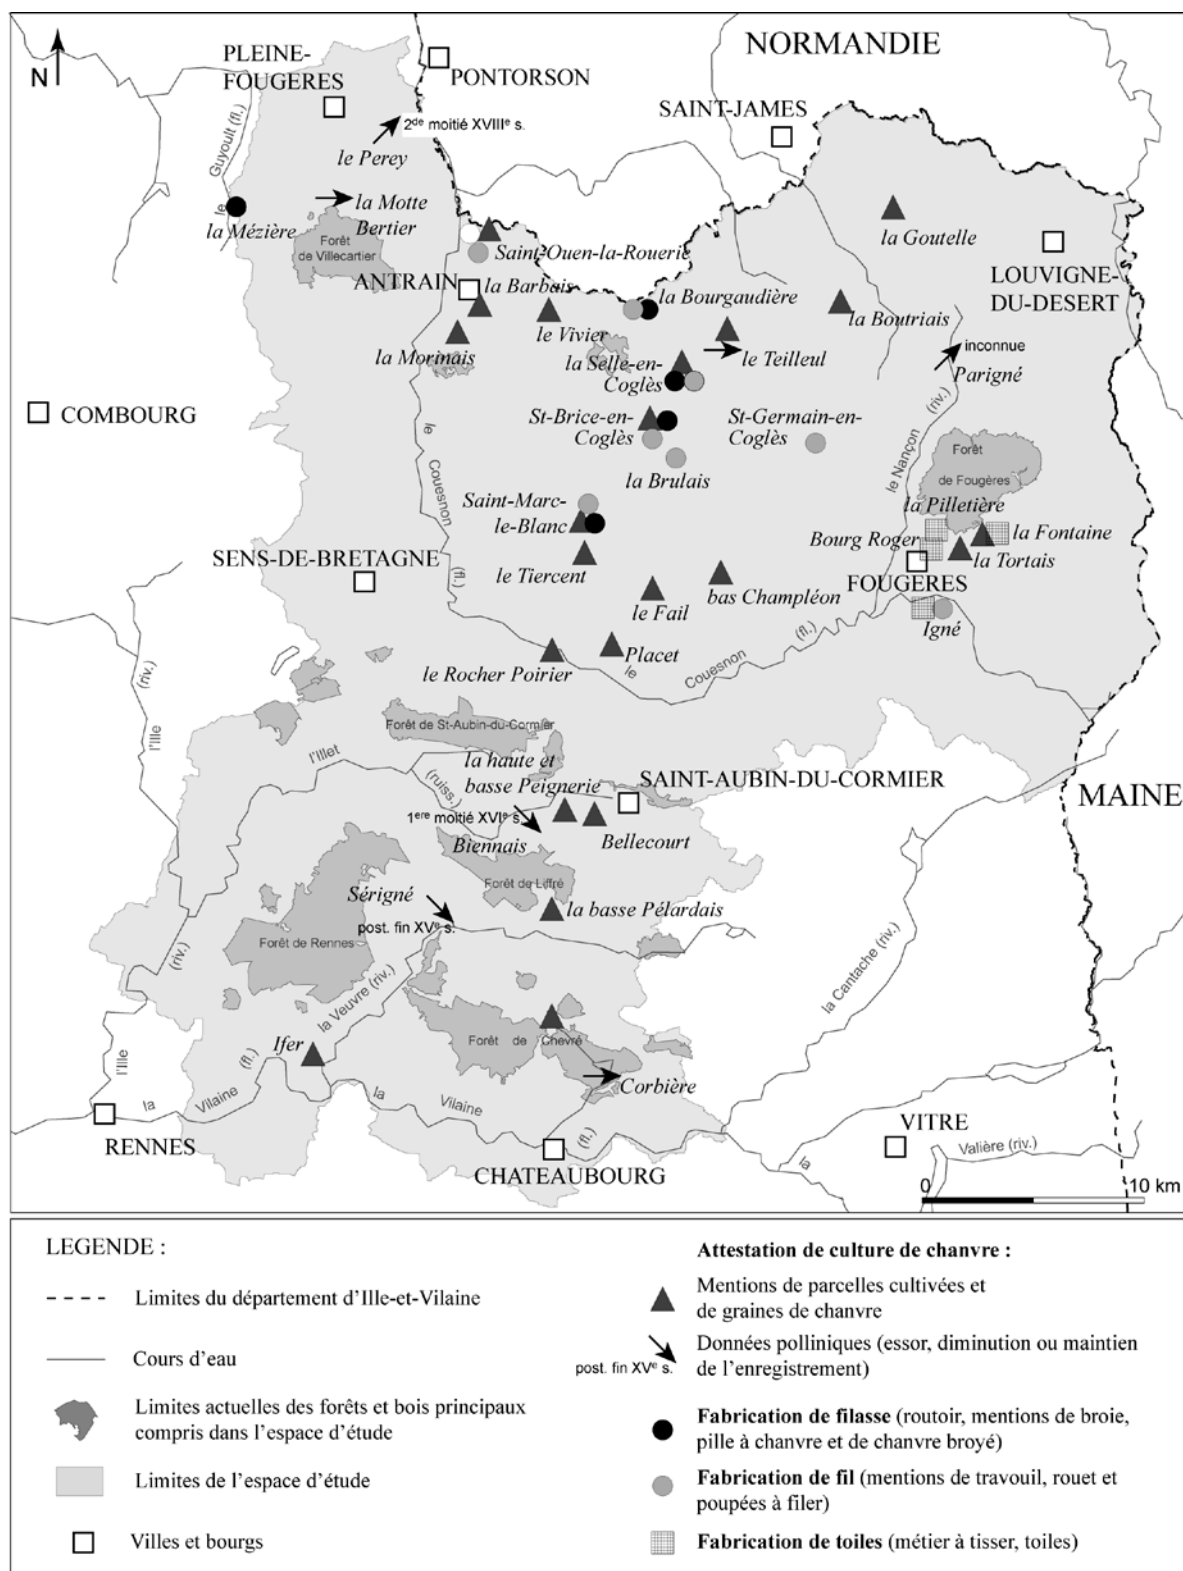 NORMANDIE
PLEINE-
FOUGERES
PONTORSON
N
SAINT-JAMES
2de moitié XVIIIe s.
le Perey
le Guyoult (fl.)
la Motte
Bertier
la Mézière
Forêt
de Villecartier
la Goutelle
Saint-Ouen-la-Rouerie
LOUVIGNE-
DU-DESERT
ANTRAIN
la Barbais
la Bourgaudière
la Boutriais
le Vivier
la Morinais
la Selle-en-
Coglès
le Teilleul
inconnue
Parigné
COMBOURG
St-Brice-en-
Coglès
St-Germain-en-
Coglès
le Couesnon (fl.)
le Nançon (riv.)
Forêt
de Fougères
la Brulais
la Pilletière
Saint-Marc-
le-Blanc
Bourg Roger
la Fontaine
la Tortais
SENS-DE-BRETAGNE
FOUGERES
le Tiercent
bas Champléon
le Fail
Igné
Placet
le Rocher Poirier
le Couesnon (fl.)
l'Ille (riv.)
Forêt de St-Aubin-du-Cormier
l'Illet (ruiss.)
la haute et
basse Peignerie
SAINT-AUBIN-DU-CORMIER
MAINE
1ere moitié XVIe s.
Biennais
Bellecourt
Forêt de Liffré
Sérigné
la basse Pélardais
post. fin XVe s.
Forêt de Rennes
la Cantache (riv.)
la Veuvre (riv.)
l'Ille (riv.)
Ifer
Forêt de Chevré
Corbière
la Vilaine (fl.)
la Vilaine (fl.)
RENNES
VITRE
Valière (riv.)
la
CHATEAUBOURG
0 10 km
LEGENDE :
Limites du département d'Ille-et-Vilaine
Cours d'eau
Limites actuelles des forêts et bois principaux
compris dans l'espace d'étude
Limites de l'espace d'étude
Villes et bourgs
Attestation de culture de chanvre :
Mentions de parcelles cultivées et
de graines de chanvre
Données polliniques (essor, diminution ou maintien
post. fin XVe s. de l'enregistrement)
Fabrication de filasse (routoir, mentions de broie,
pille à chanvre et de chanvre broyé)
Fabrication de fil (mentions de travouil, rouet et
poupées à filer)
Fabrication de toiles (métier à tisser, toiles)